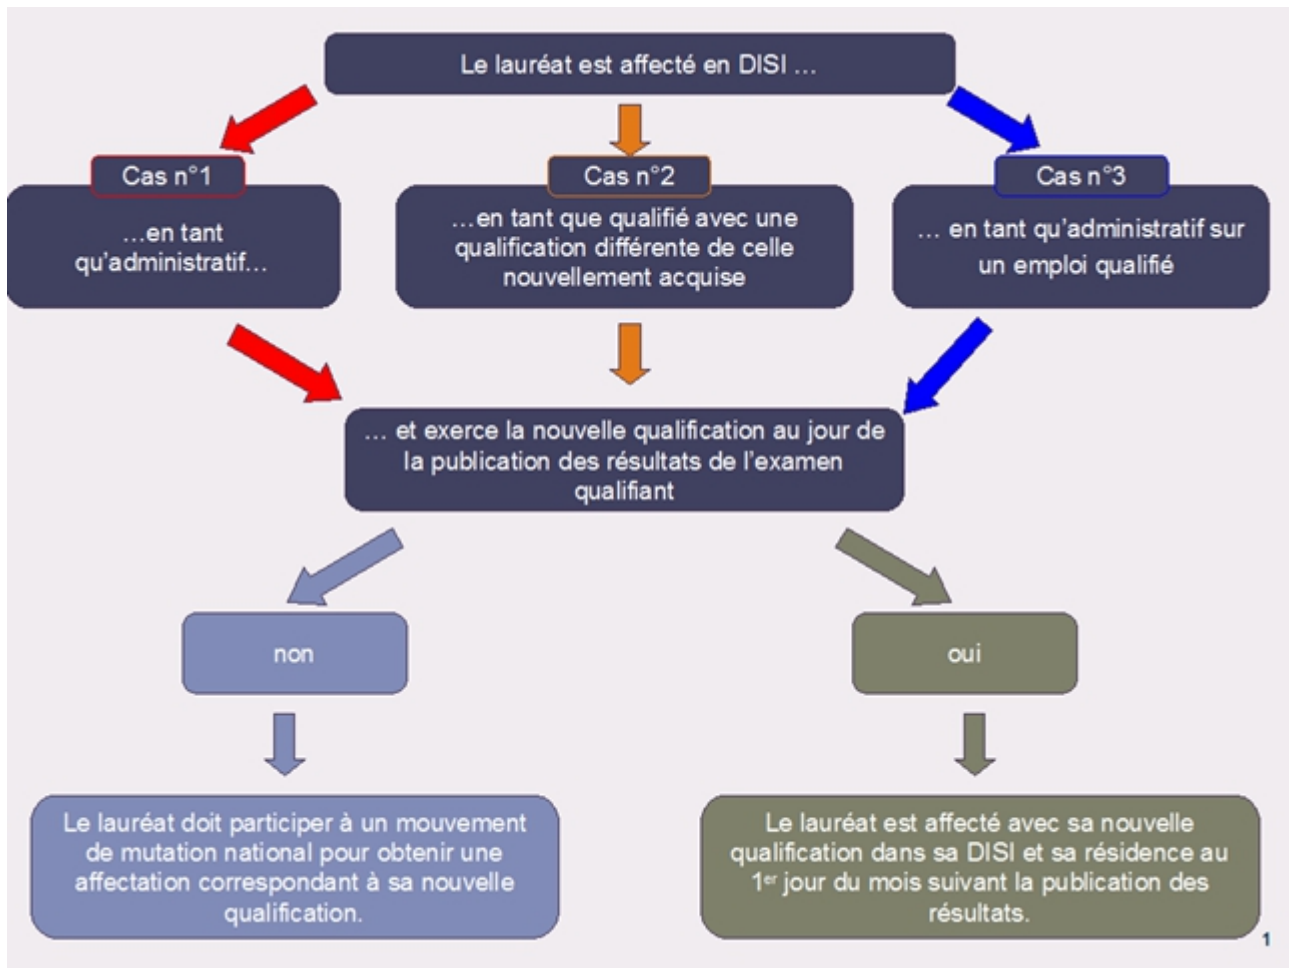 Le lauréat est affecté en DISI …
Cas n°1
…en tant
qu’administratif…
Cas n°2
…en tant que qualifié avec une
qualification différente de celle
nouvellement acquise
Cas n°3
… en tant qu’administratif sur
un emploi qualifié
… et exerce la nouvelle qualification au jour de
la publication des résultats de l’examen
qualifiant
non
oui
Le lauréat doit participer à un mouvement
de mutation national pour obtenir une
affectation correspondant à sa nouvelle
qualification.
Le lauréat est affecté avec sa nouvelle
qualification dans sa DISI et sa résidence au
1er jour du mois suivant la publication des
résultats.
1